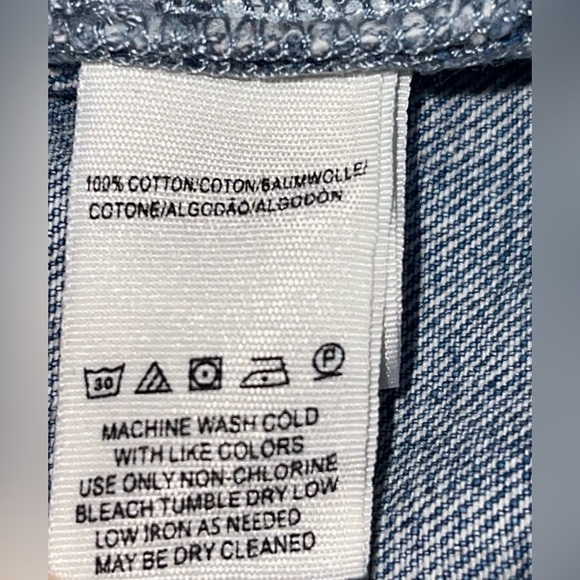 100% COTTON/COTON/BAUMWOLLE/
COTONE/ALGODÃO/ALGODÓN
30 P
MACHINE WASH COLD
WITH LIKE COLORS
USE ONLY NON-CHLORINE
BLEACH TUMBLE DRY LOW
LOW IRON AS NEEDED
MAY BE DRY CLEANED